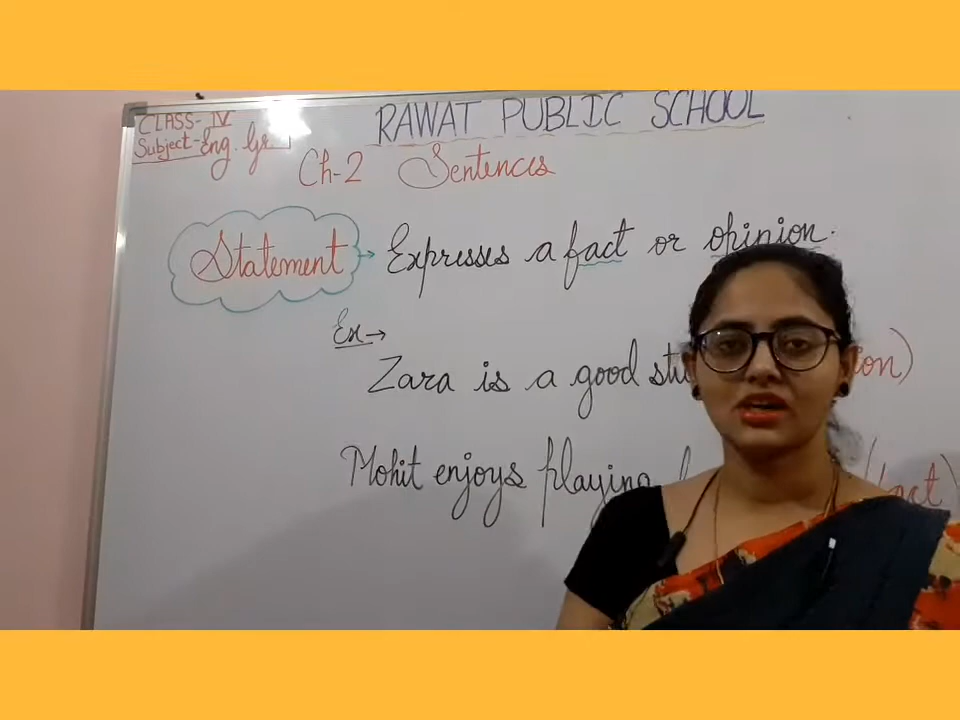 CLASS- IV
Subject- Eng. Gr.
RAWAT PUBLIC SCHOOL
Ch-2 Sentences
Statement → Expresses a fact or opinion.
Ex →
Zara is a good
Mohit enjoys playing